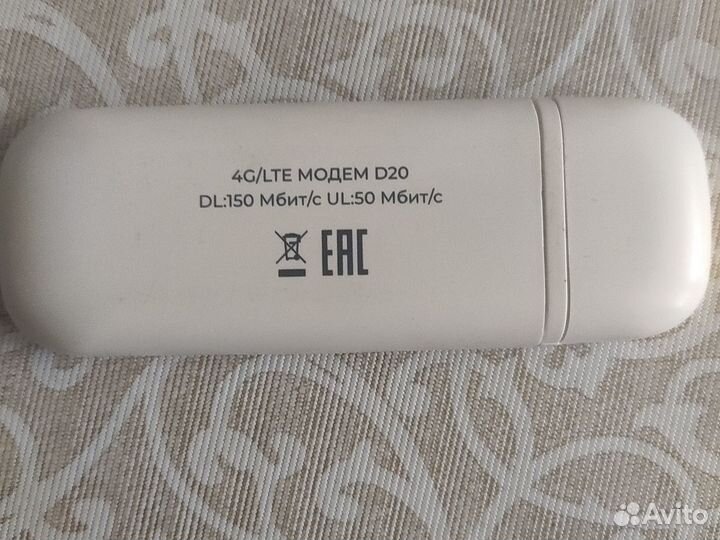 4G/LTE МОДЕМ D20
DL:150 Мбит/с UL:50 Мбит/с
EAC
Avito